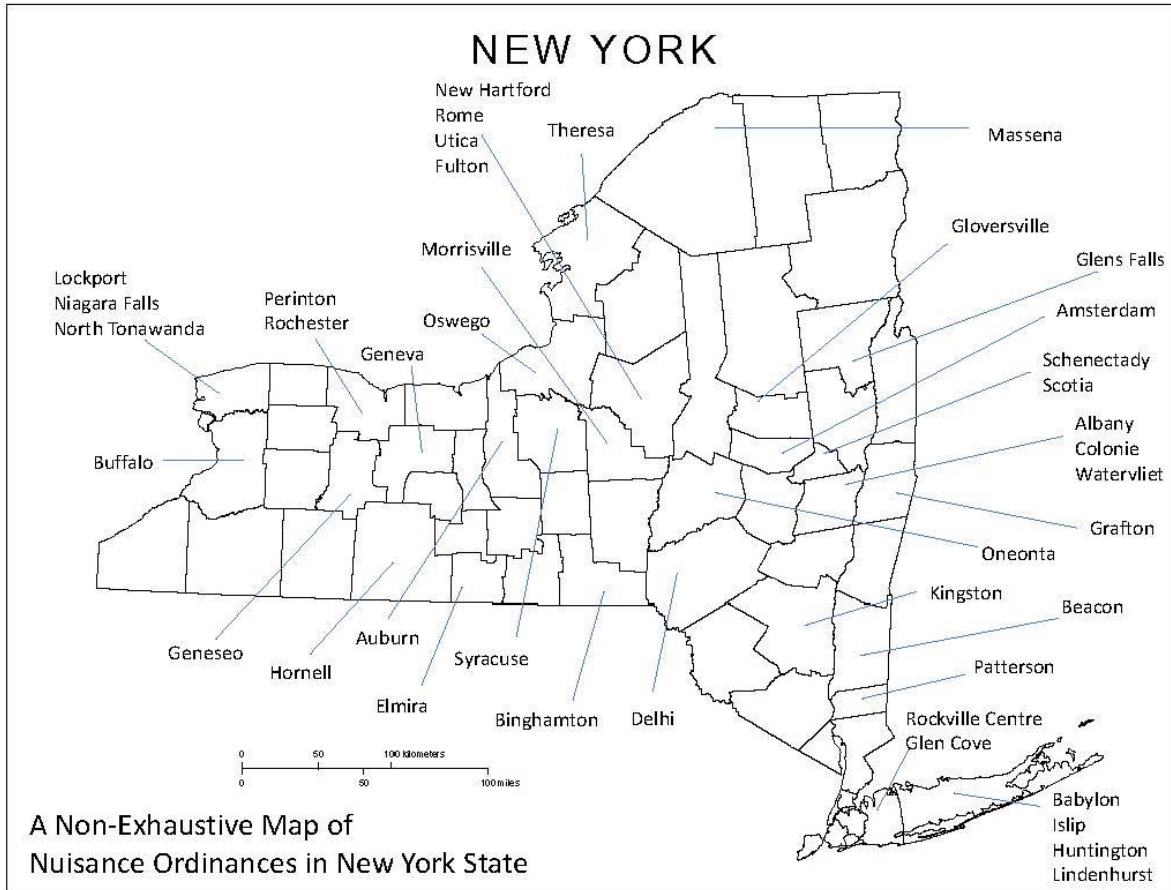 NEW YORK
New Hartford
Rome
Utica
Fulton
Theresa
Massena
Morrisville
Gloversville
Glens Falls
Lockport
Niagara Falls
North Tonawanda
Perinton
Rochester
Oswego
Amsterdam
Geneva
Schenectady
Scotia
Albany
Colonie
Watervliet
Buffalo
Grafton
Oneonta
Kingston
Beacon
Geneseo
Hornell
Auburn
Syracuse
Patterson
Elmira
Binghamton
Delhi
Rockville Centre
Glen Cove
0 50 100 kilometers
0 50 100 miles
Babylon
Islip
Huntington
Lindenhurst
A Non-Exhaustive Map of
Nuisance Ordinances in New York State